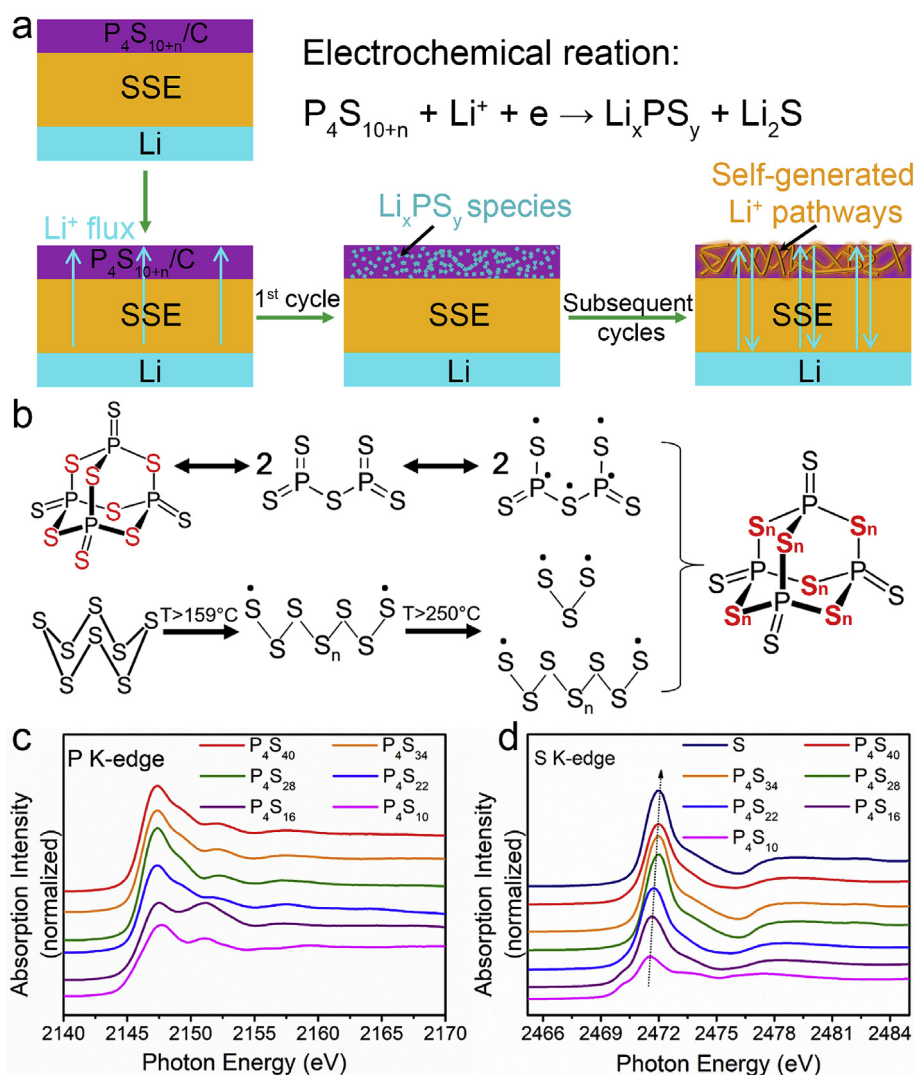 a
P₄S₁₀₊ₙ/C
SSE
Li
Electrochemical reation:
P₄S₁₀₊ₙ + Li⁺ + e → LiₓPSᵧ + Li₂S
Li⁺ flux
P₄S₁₀₊ₙ/C
SSE
Li
1ˢᵗ cycle
LiₓPSᵧ species
SSE
Li
Subsequent
cycles
Self-generated
Li⁺ pathways
SSE
Li
b
S
S
P
S
S
S
P
P
S
P
S
S
S
S
2
S
S
P
P
S
S
S
2
S
S
P
P
S
S
S
S
S
S
S
S
S
S
S
S
T>159°C
S
S
S
S
S
Sₙ
S
T>250°C
S
S
S
S
S
S
S
S
Sₙ
S
S
P
Sₙ
Sₙ
Sₙ
S
P
P
Sₙ
P
S
Sₙ
Sₙ
S
c
P K-edge
P₄S₄₀
P₄S₃₄
P₄S₂₈
P₄S₂₂
P₄S₁₆
P₄S₁₀
Absorption Intensity
(normalized)
2140 2145 2150 2155 2160 2165 2170
Photon Energy (eV)
d
S K-edge
S
P₄S₄₀
P₄S₃₄
P₄S₂₈
P₄S₂₂
P₄S₁₆
P₄S₁₀
Absorption Intensity
(normalized)
2466 2469 2472 2475 2478 2481 2484
Photon Energy (eV)